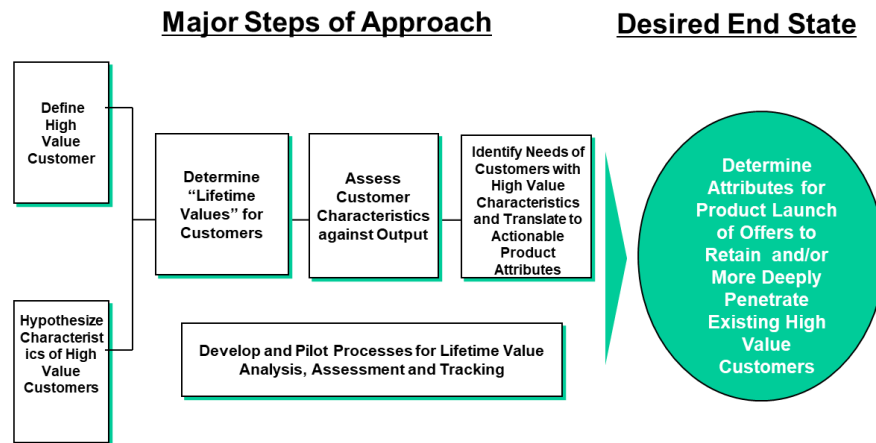 Major Steps of Approach
Desired End State
Define
High
Value
Customer
Hypothesize
Characterist
ics of High
Value
Customers
Determine
“Lifetime
Values” for
Customers
Assess
Customer
Characteristics
against Output
Identify Needs of
Customers with
High Value
Characteristics
and Translate to
Actionable
Product
Attributes
Develop and Pilot Processes for Lifetime Value
Analysis, Assessment and Tracking
Determine
Attributes for
Product Launch
of Offers to
Retain and/or
More Deeply
Penetrate
Existing High
Value
Customers